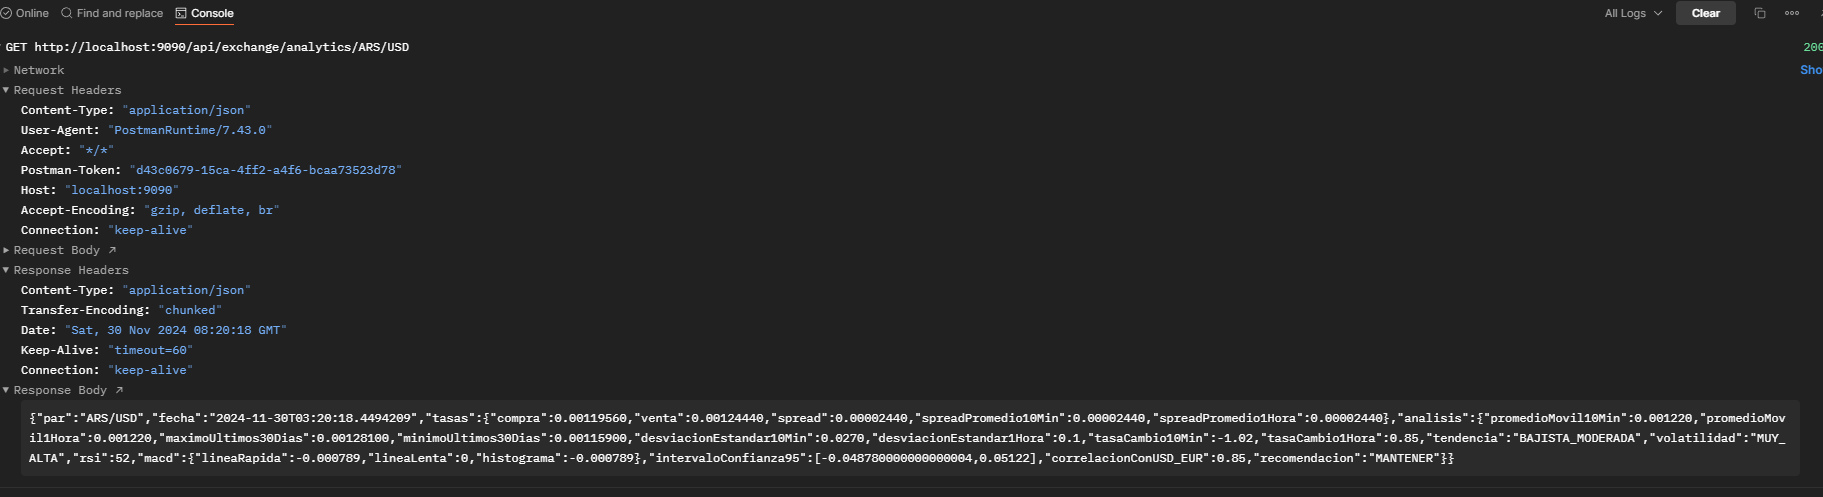 Online Find and replace Console All Logs Clear
GET http://localhost:9090/api/exchange/analytics/ARS/USD 200
Network Sho
Request Headers
Content-Type: "application/json"
User-Agent: "PostmanRuntime/7.43.0"
Accept: "*/*"
Postman-Token: "d43c0679-15ca-4ff2-a4f6-bcaa73523d78"
Host: "localhost:9090"
Accept-Encoding: "gzip, deflate, br"
Connection: "keep-alive"
Request Body ↗
Response Headers
Content-Type: "application/json"
Transfer-Encoding: "chunked"
Date: "Sat, 30 Nov 2024 08:20:18 GMT"
Keep-Alive: "timeout=60"
Connection: "keep-alive"
Response Body ↗
{"par":"ARS/USD","fecha":"2024-11-30T03:20:18.4494209","tasas":{"compra":0.00119560,"venta":0.00124440,"spread":0.00002440,"spreadPromedio10Min":0.00002440,"spreadPromedio1Hora":0.00002440},"analisis":{"promedioMovil10Min":0.001220,"promedioMov
il1Hora":0.001220,"maximoUltimos30Dias":0.00128100,"minimoUltimos30Dias":0.00115900,"desviacionEstandar10Min":0.0270,"desviacionEstandar1Hora":0.1,"tasaCambio10Min":-1.02,"tasaCambio1Hora":0.85,"tendencia":"BAJISTA_MODERADA","volatilidad":"MUY_
ALTA","rsi":52,"macd":{"lineaRapida":-0.000789,"lineaLenta":0,"histograma":-0.000789},"intervaloConfianza95":[-0.048780000000000004,0.05122],"correlacionConUSD_EUR":0.85,"recomendacion":"MANTENER"}}